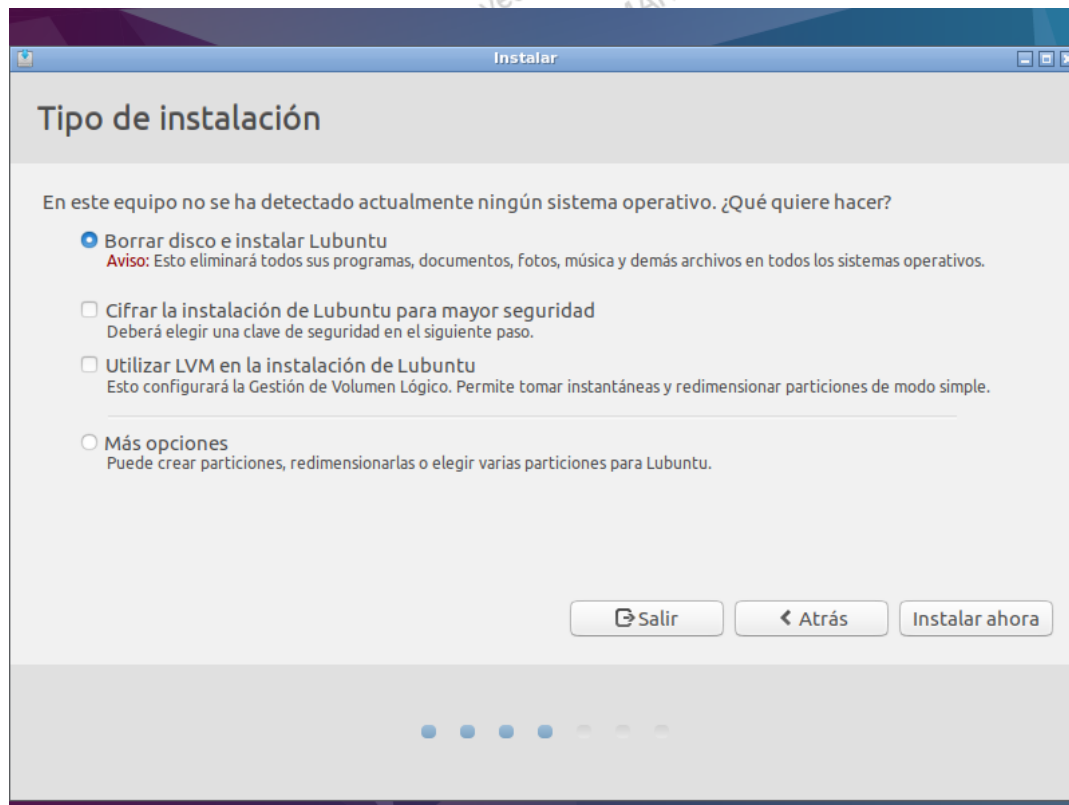 Instalar
Tipo de instalación
En este equipo no se ha detectado actualmente ningún sistema operativo. ¿Qué quiere hacer?
Borrar disco e instalar Lubuntu
Aviso: Esto eliminará todos sus programas, documentos, fotos, música y demás archivos en todos los sistemas operativos.
Cifrar la instalación de Lubuntu para mayor seguridad
Deberá elegir una clave de seguridad en el siguiente paso.
Utilizar LVM en la instalación de Lubuntu
Esto configurará la Gestión de Volumen Lógico. Permite tomar instantáneas y redimensionar particiones de modo simple.
Más opciones
Puede crear particiones, redimensionarlas o elegir varias particiones para Lubuntu.
Salir
Atrás
Instalar ahora